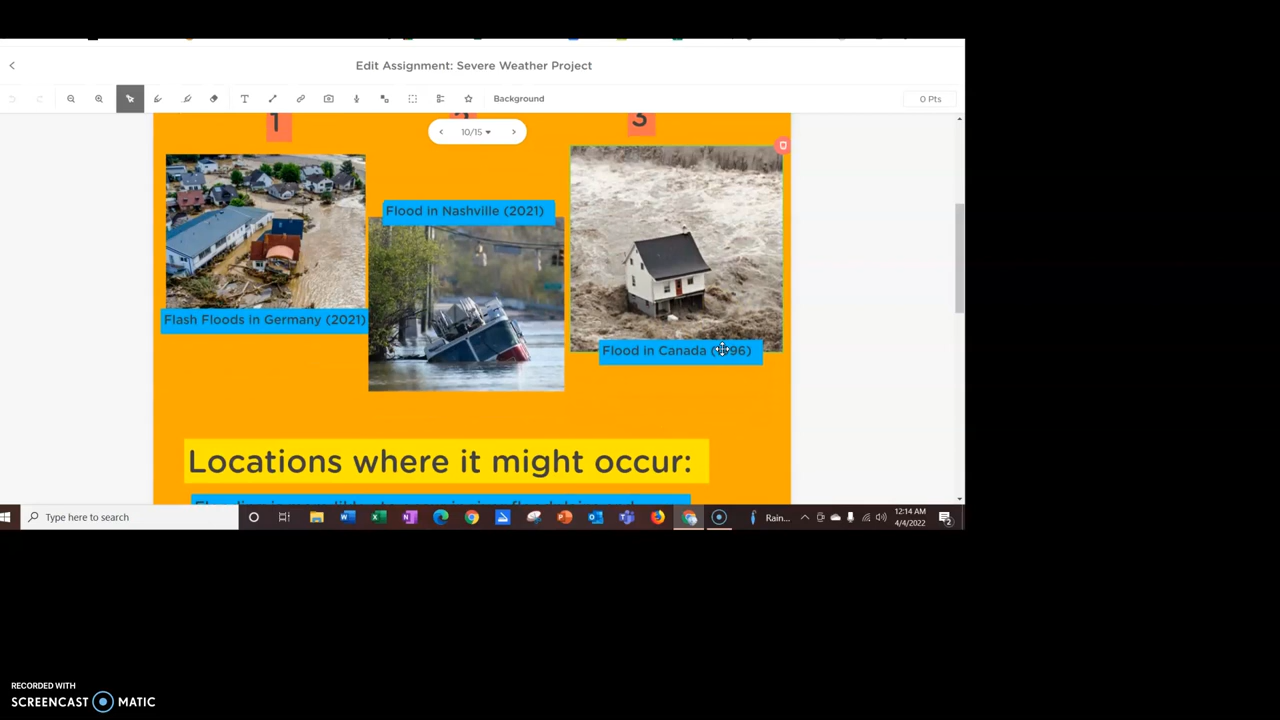 Edit Assignment: Severe Weather Project
T
Background
0 Pts
1
3
10/15
Flood in Nashville (2021)
Flash Floods in Germany (2021)
Flood in Canada
Locations where it might occur:
Type here to search
Rain...
12:14 AM
4/4/2022
2
RECORDED WITH
SCREENCAST MATIC